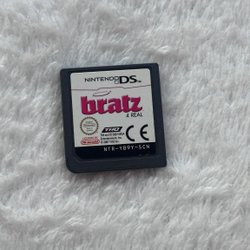 NINTENDO DS
bratz
4 REAL
THQ
CE
NTR-YB9Y-SCN